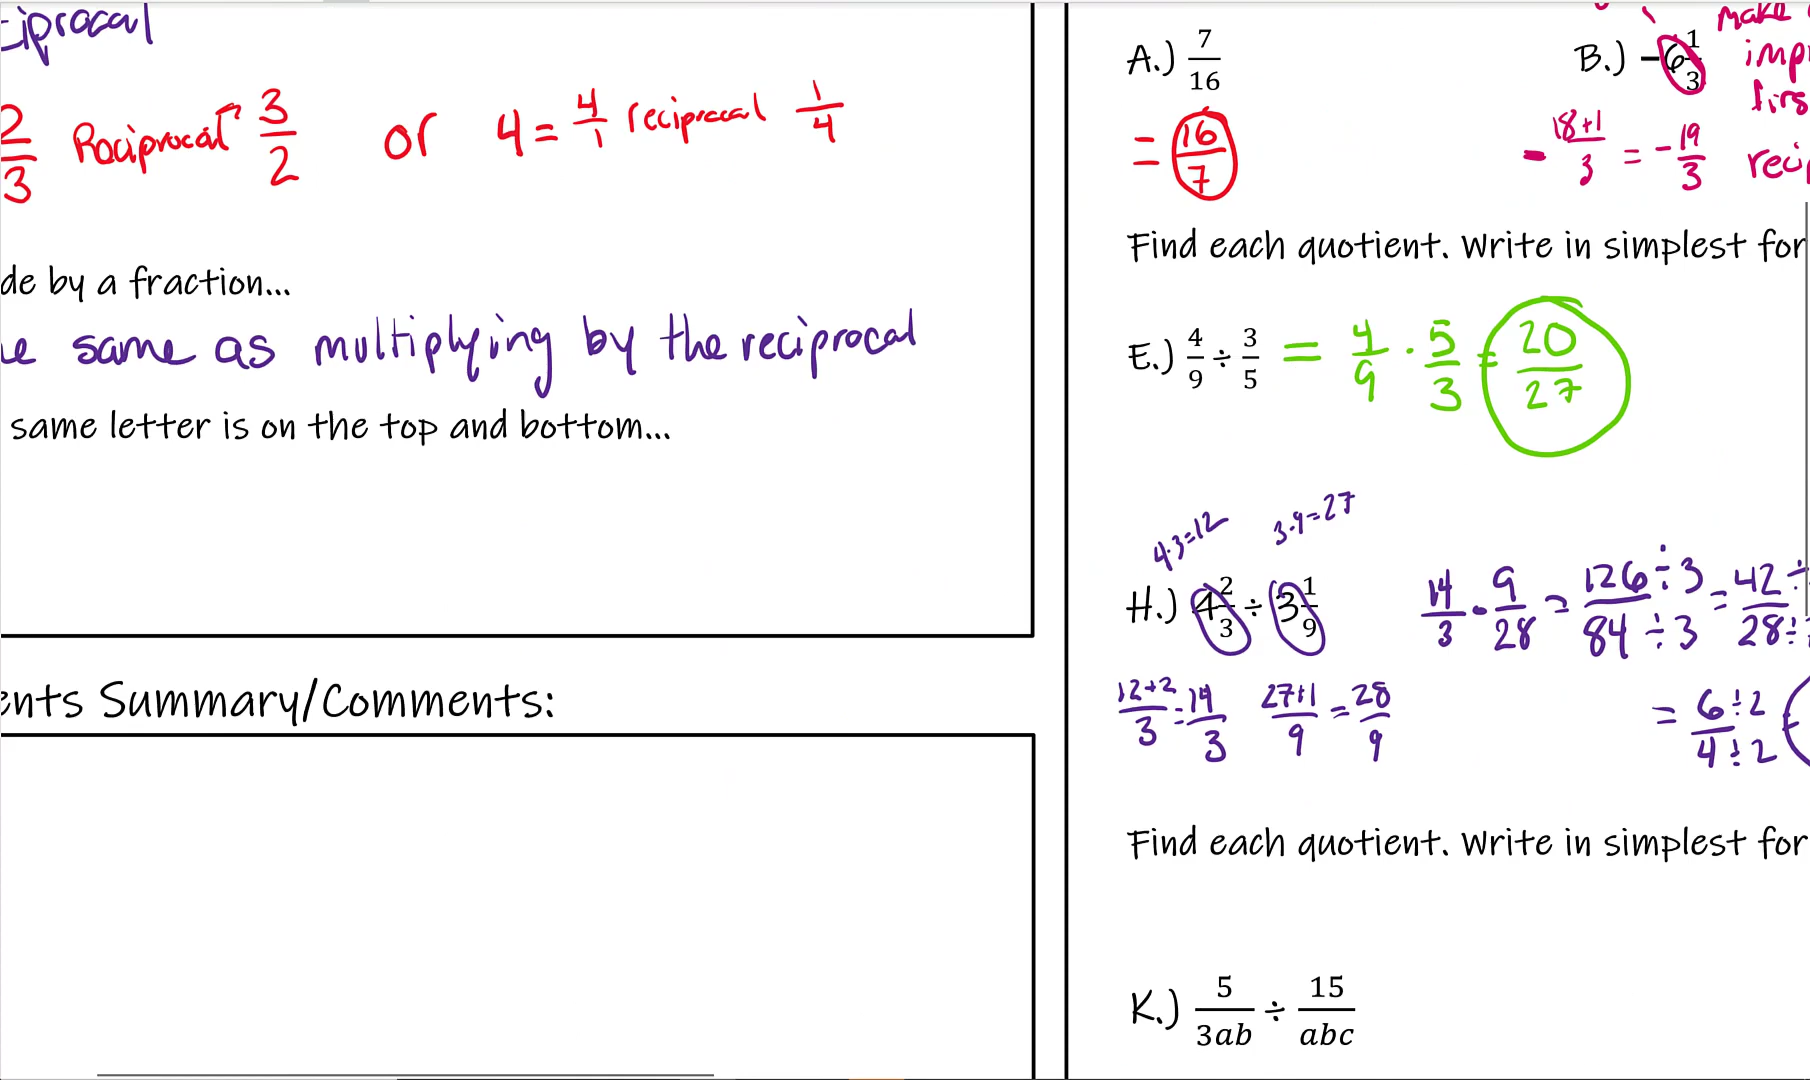 2/3 Reciprocal 3/2 or 4 = 4/1 reciprocal 1/4
de by a fraction...
same as multiplying by the reciprocal
same letter is on the top and bottom...
ents Summary/Comments:
make
A.) 7/16
B.) -6 1/3
= 16/7
- 18+1/3 = -19/3
Find each quotient. Write in simplest for
E.) 4/9 ÷ 3/5 = 4/9 · 5/3 = 20/27
4·3=12
3·9=27
H.) 4 2/3 ÷ 3 1/9
14/3 · 9/28 = 126÷3/84÷3 = 42÷/28÷
12+2/3 = 14/3
27+1/9 = 28/9
= 6÷2/4÷2 =
Find each quotient. Write in simplest for
K.) 5/3ab ÷ 15/abc